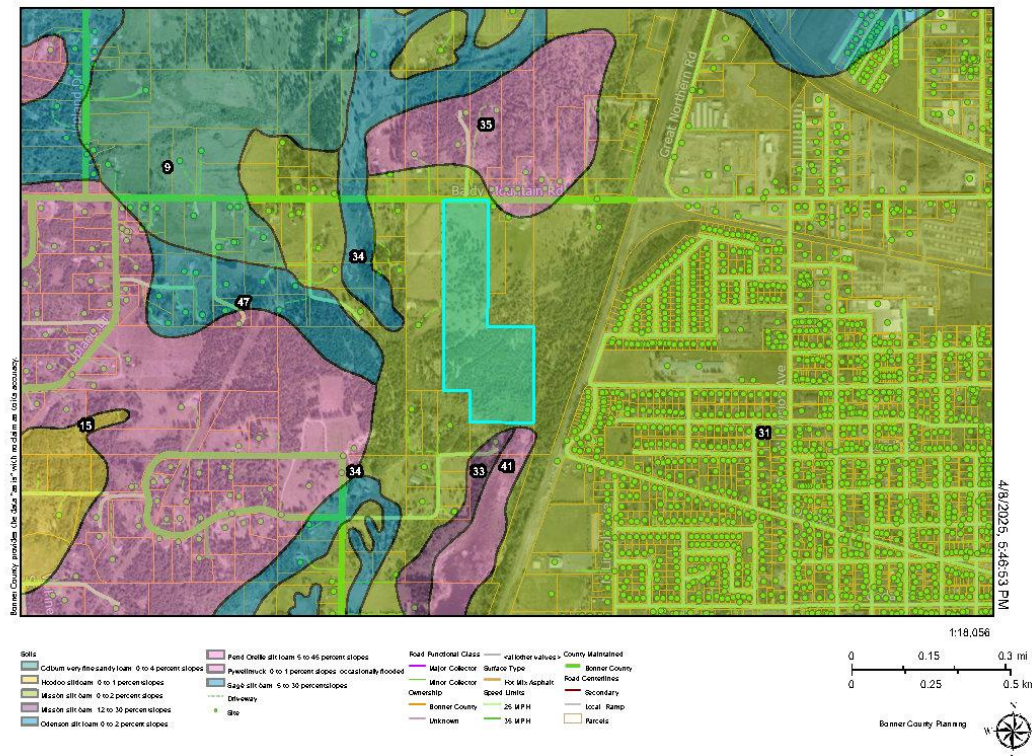 Great Northern Rd
35
9
Baldy Mountain Rd
34
47
15
31
34
33
41
Bonner County provides this data "as is" with no claim as to its accuracy.
4/8/2025, 5:46:53 PM
1:18,056
Soils
Colburn very fine sandy loam 0 to 4 percent slopes
Hoodoo silt loam 0 to 1 percent slopes
Mission silt loam 0 to 2 percent slopes
Mission silt loam 12 to 30 percent slopes
Odenson silt loam 0 to 2 percent slopes
Pend Oreille silt loam 5 to 45 percent slopes
Pywell muck 0 to 1 percent slopes occasionally flooded
Sagle silt loam 5 to 30 percent slopes
Driveway
Site
Road Functional Class
Major Collector
Minor Collector
Ownership
Bonner County
Unknown
<all other values>
Surface Type
Hot Mix Asphalt
Speed Limits
25 MPH
35 MPH
County Maintained
Bonner County
Road Centerlines
Secondary
Local Ramp
Parcels
0 0.15 0.3 mi
0 0.25 0.5 km
Bonner County Planning
N
W